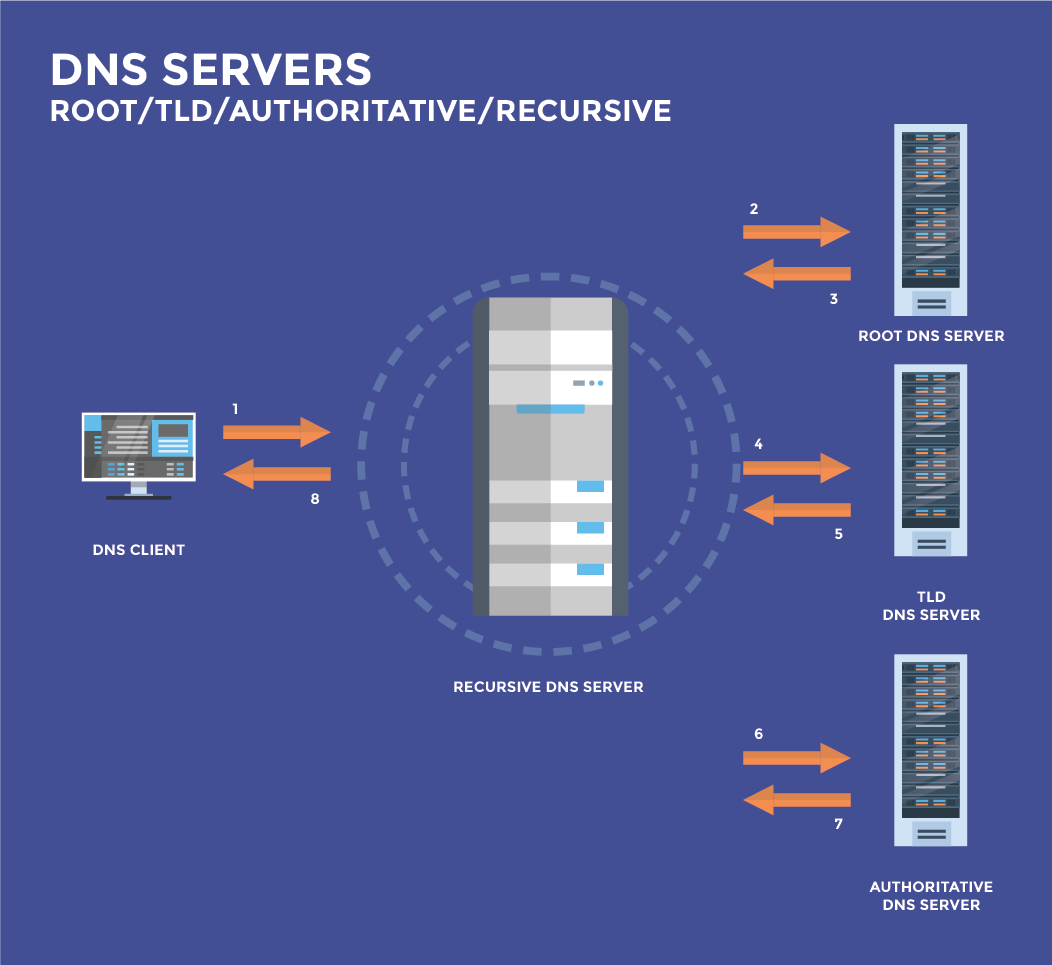 DNS SERVERS
ROOT/TLD/AUTHORITATIVE/RECURSIVE
2
3
ROOT DNS SERVER
1
8
DNS CLIENT
RECURSIVE DNS SERVER
4
5
TLD
DNS SERVER
6
7
AUTHORITATIVE
DNS SERVER